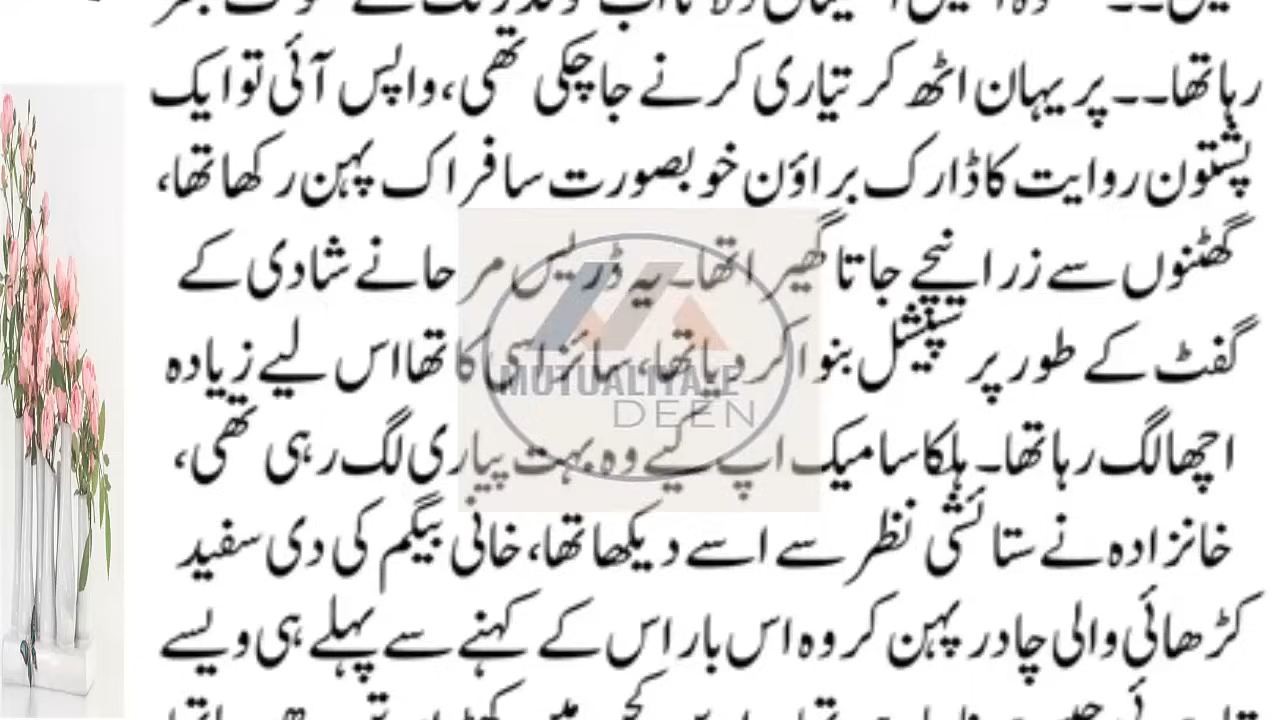 رہا تھا۔۔ پریہان اٹھ کر تیاری کرنے جا چکی تھی، واپس آئی تو ایک
پشتون روایت کا ڈارک براؤن خوبصورت سا فراک پہن رکھا تھا،
گھٹنوں سے زرا نیچے جاتا گھیرا تھا۔ یہ ڈریس مرحا نے شادی کے
گفٹ کے طور پر سپیشل بنوا کر دیا تھا، سائز اسی کا تھا اس لیے زیادہ
اچھا لگ رہا تھا۔ ہلکا سا میک اپ کیے وہ بہت پیاری لگ رہی تھی،
خانزادہ نے ستائشی نظر سے اسے دیکھا تھا، خانی بیگم کی دی سفید
کڑھائی والی چادر پہن کر وہ اس بار اس کے کہنے سے پہلے ہی ویسے
MUTUALITALE
DEEN